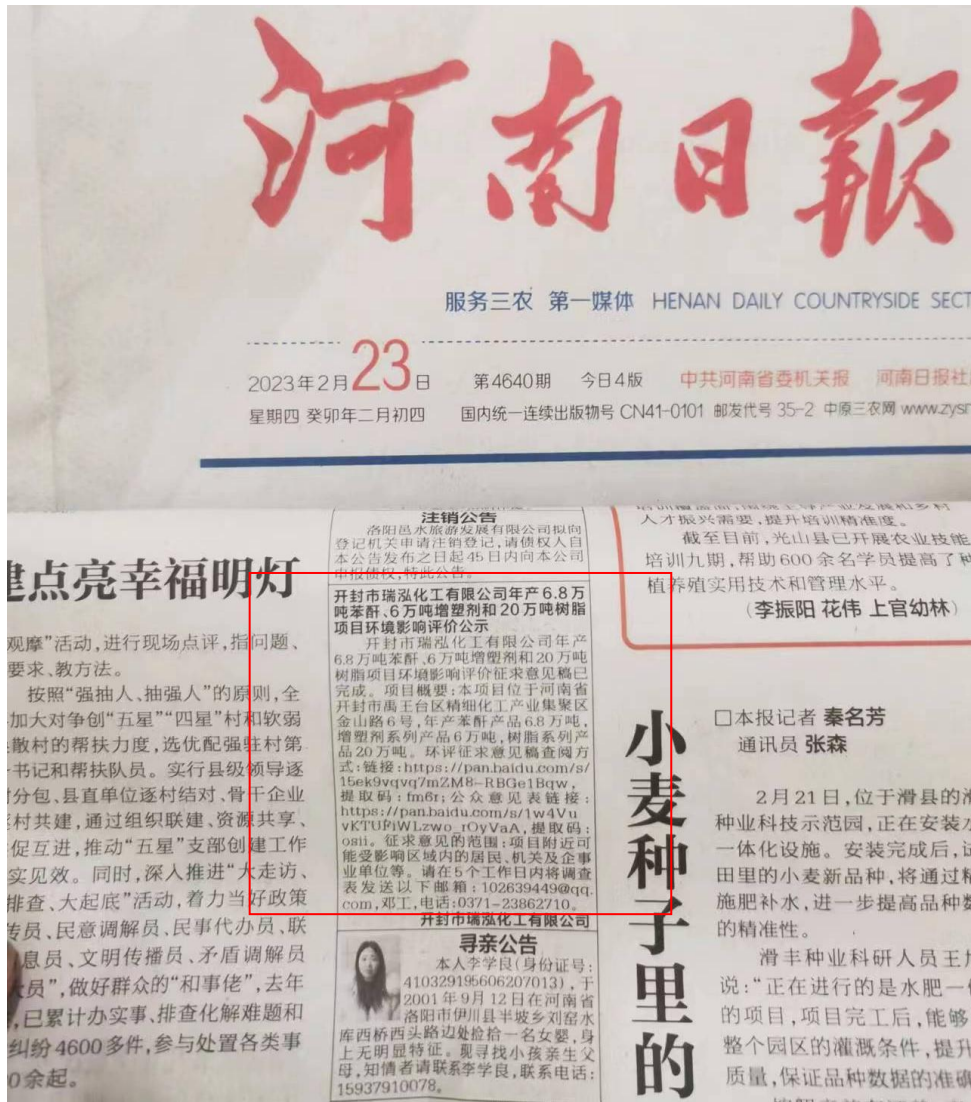 河南日报
服务三农 第一媒体 HENAN DAILY COUNTRYSIDE SECT
2023年2月23日 第4640期 今日4版 中共河南省委机关报 河南日报社
星期四 癸卯年二月初四 国内统一连续出版物号 CN41-0101 邮发代号 35-2 中原三农网 www.zysn
建点亮幸福明灯
观摩”活动,进行现场点评,指问题、
要求、教方法。
按照“强抽人、抽强人”的原则,全
加大对争创“五星”“四星”村和软弱
散村的帮扶力度,选优配强驻村第
书记和帮扶队员。实行县级领导逐
分包、县直单位逐村结对、骨干企业
村共建,通过组织联建、资源共享、
促互进,推动“五星”支部创建工作
实见效。同时,深入推进“大走访、
排查、大起底”活动,着力当好政策
传员、民意调解员、民事代办员、联
息员、文明传播员、矛盾调解员
员”,做好群众的“和事佬”,去年
,已累计办实事、排查化解难题和
纠纷4600多件,参与处置各类事
0余起。
注销公告
洛阳邑水旅游发展有限公司拟向
登记机关申请注销登记,请债权人自
本公告发布之日起45日内向本公司
申报债权,特此公告。
开封市瑞泓化工有限公司年产6.8万
吨苯酐、6万吨增塑剂和20万吨树脂
项目环境影响评价公示
开封市瑞泓化工有限公司年产
6.8万吨苯酐、6万吨增塑剂和20万吨
树脂项目环境影响评价征求意见稿已
完成。项目概要:本项目位于河南省
开封市禹王台区精细化工产业集聚区
金山路6号,年产苯酐产品6.8万吨,
增塑剂系列产品6万吨,树脂系列产
品20万吨。环评征求意见稿查阅方
式:链接:https://pan.baidu.com/s/
15ek9vqvq7mZM8-RBGe1Bqw,
提取码:fm6r;公众意见表链接:
https://pan.baidu.com/s/1w4Vu
vKTUFiWLzwo_rOyVaA,提取码:
osii。征求意见的范围:项目附近可
能受影响区域内的居民、机关及企事
业单位等。请在5个工作日内将调查
表发送以下邮箱:102639449@qq.
com,邓工,电话:0371-23862710。
开封市瑞泓化工有限公司
寻亲公告
本人李学良(身份证号:
410329195606207013),于
2001年9月12日在河南省
洛阳市伊川县半坡乡刘窑水
库西桥西头路边处捡拾一名女婴,身
上无明显特征。现寻找小孩亲生父
母,知情者请联系李学良,联系电话:
15937910078。
人才振兴需要,提升培训精准度。
截至目前,光山县已开展农业技能
培训九期,帮助600余名学员提高了种
植养殖实用技术和管理水平。
(李振阳 花伟 上官幼林)
小麦种子里的
□本报记者 秦名芳
通讯员 张森
2月21日,位于滑县的滑
种业科技示范园,正在安装水
一体化设施。安装完成后,试
田里的小麦新品种,将通过精
施肥补水,进一步提高品种数
的精准性。
滑丰种业科研人员王
说:“正在进行的是水肥一
的项目,项目完工后,能够
整个园区的灌溉条件,提升
质量,保证品种数据的准确